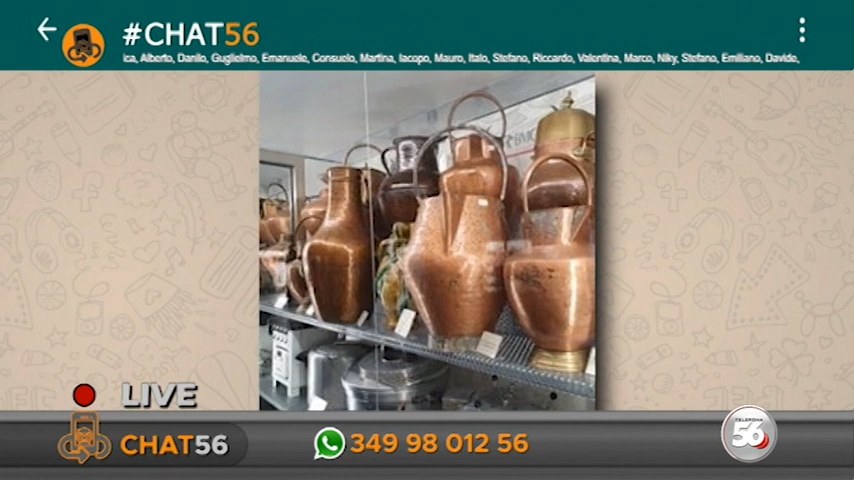 #CHAT56
ica, Alberto, Danilo, Guglielmo, Emanuele, Consuelo, Martina, Iacopo, Mauro, Italo, Stefano, Riccardo, Valentina, Marco, Niky, Stefano, Emiliano, Davide,
LIVE
CHAT56
349 98 012 56
TELEROMA
56